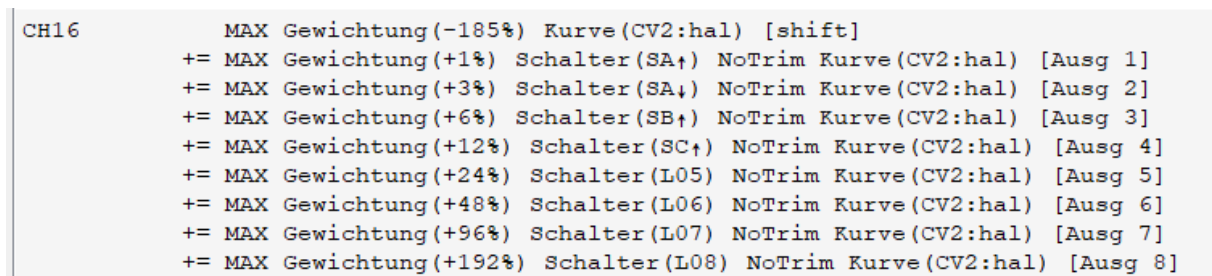 CH16 MAX Gewichtung(-185%) Kurve(CV2:hal) [shift]
+= MAX Gewichtung(+1%) Schalter(SA↑) NoTrim Kurve(CV2:hal) [Ausg 1]
+= MAX Gewichtung(+3%) Schalter(SA↓) NoTrim Kurve(CV2:hal) [Ausg 2]
+= MAX Gewichtung(+6%) Schalter(SB↑) NoTrim Kurve(CV2:hal) [Ausg 3]
+= MAX Gewichtung(+12%) Schalter(SC↑) NoTrim Kurve(CV2:hal) [Ausg 4]
+= MAX Gewichtung(+24%) Schalter(L05) NoTrim Kurve(CV2:hal) [Ausg 5]
+= MAX Gewichtung(+48%) Schalter(L06) NoTrim Kurve(CV2:hal) [Ausg 6]
+= MAX Gewichtung(+96%) Schalter(L07) NoTrim Kurve(CV2:hal) [Ausg 7]
+= MAX Gewichtung(+192%) Schalter(L08) NoTrim Kurve(CV2:hal) [Ausg 8]